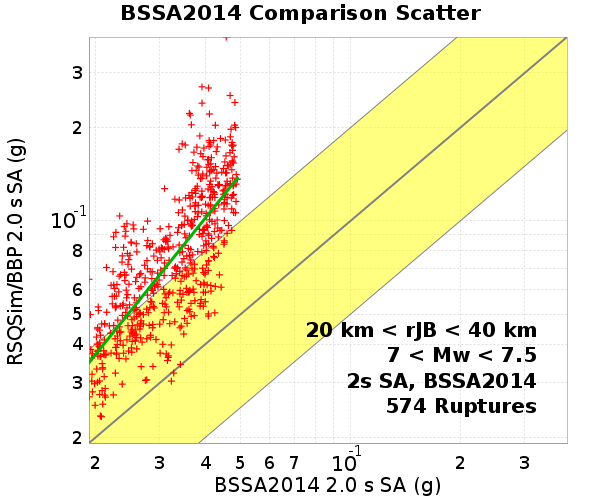 BSSA2014 Comparison Scatter
RSQSim/BBP 2.0 s SA (g)
3
2
10⁻¹
8
6
5
4
3
2
20 km < rJB < 40 km
7 < Mw < 7.5
2s SA, BSSA2014
574 Ruptures
2 3 4 5 6 7 10⁻¹ 2 3
BSSA2014 2.0 s SA (g)